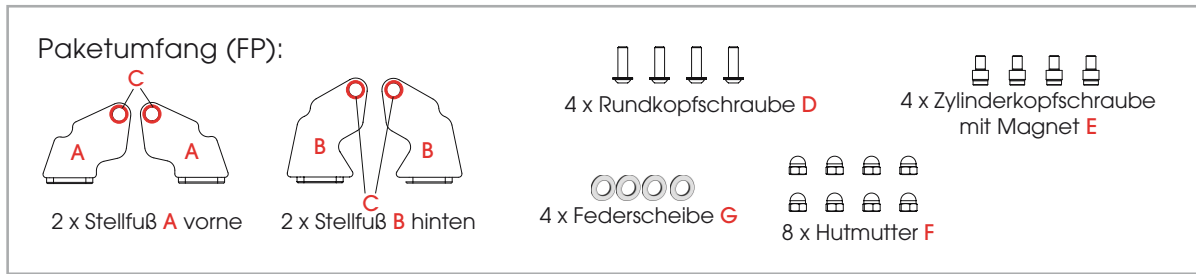 Paketumfang (FP):
C
A A
2 x Stellfuß A vorne
B B
C
2 x Stellfuß B hinten
4 x Rundkopfschraube D
4 x Federscheibe G
4 x Zylinderkopfschraube
mit Magnet E
8 x Hutmutter F